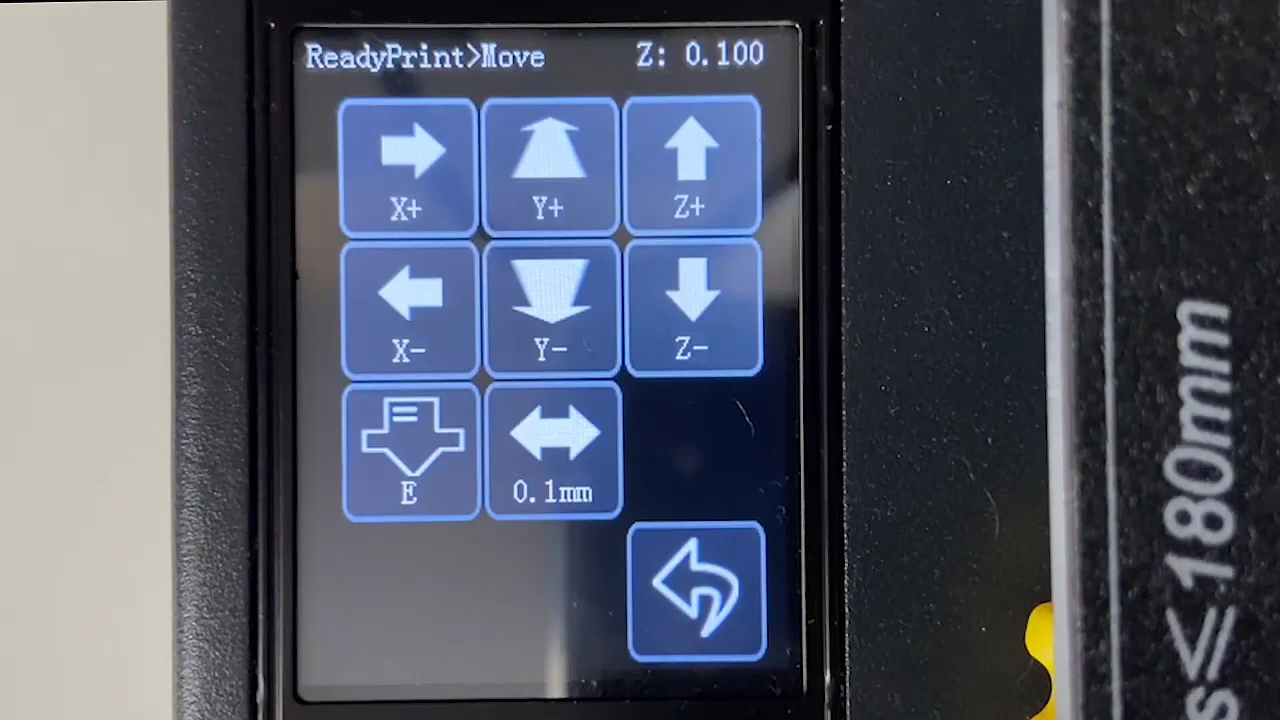 ReadyPrint>Move Z: 0.100
X+ Y+ Z+
X- Y- Z-
E 0.1mm
s≤180mm